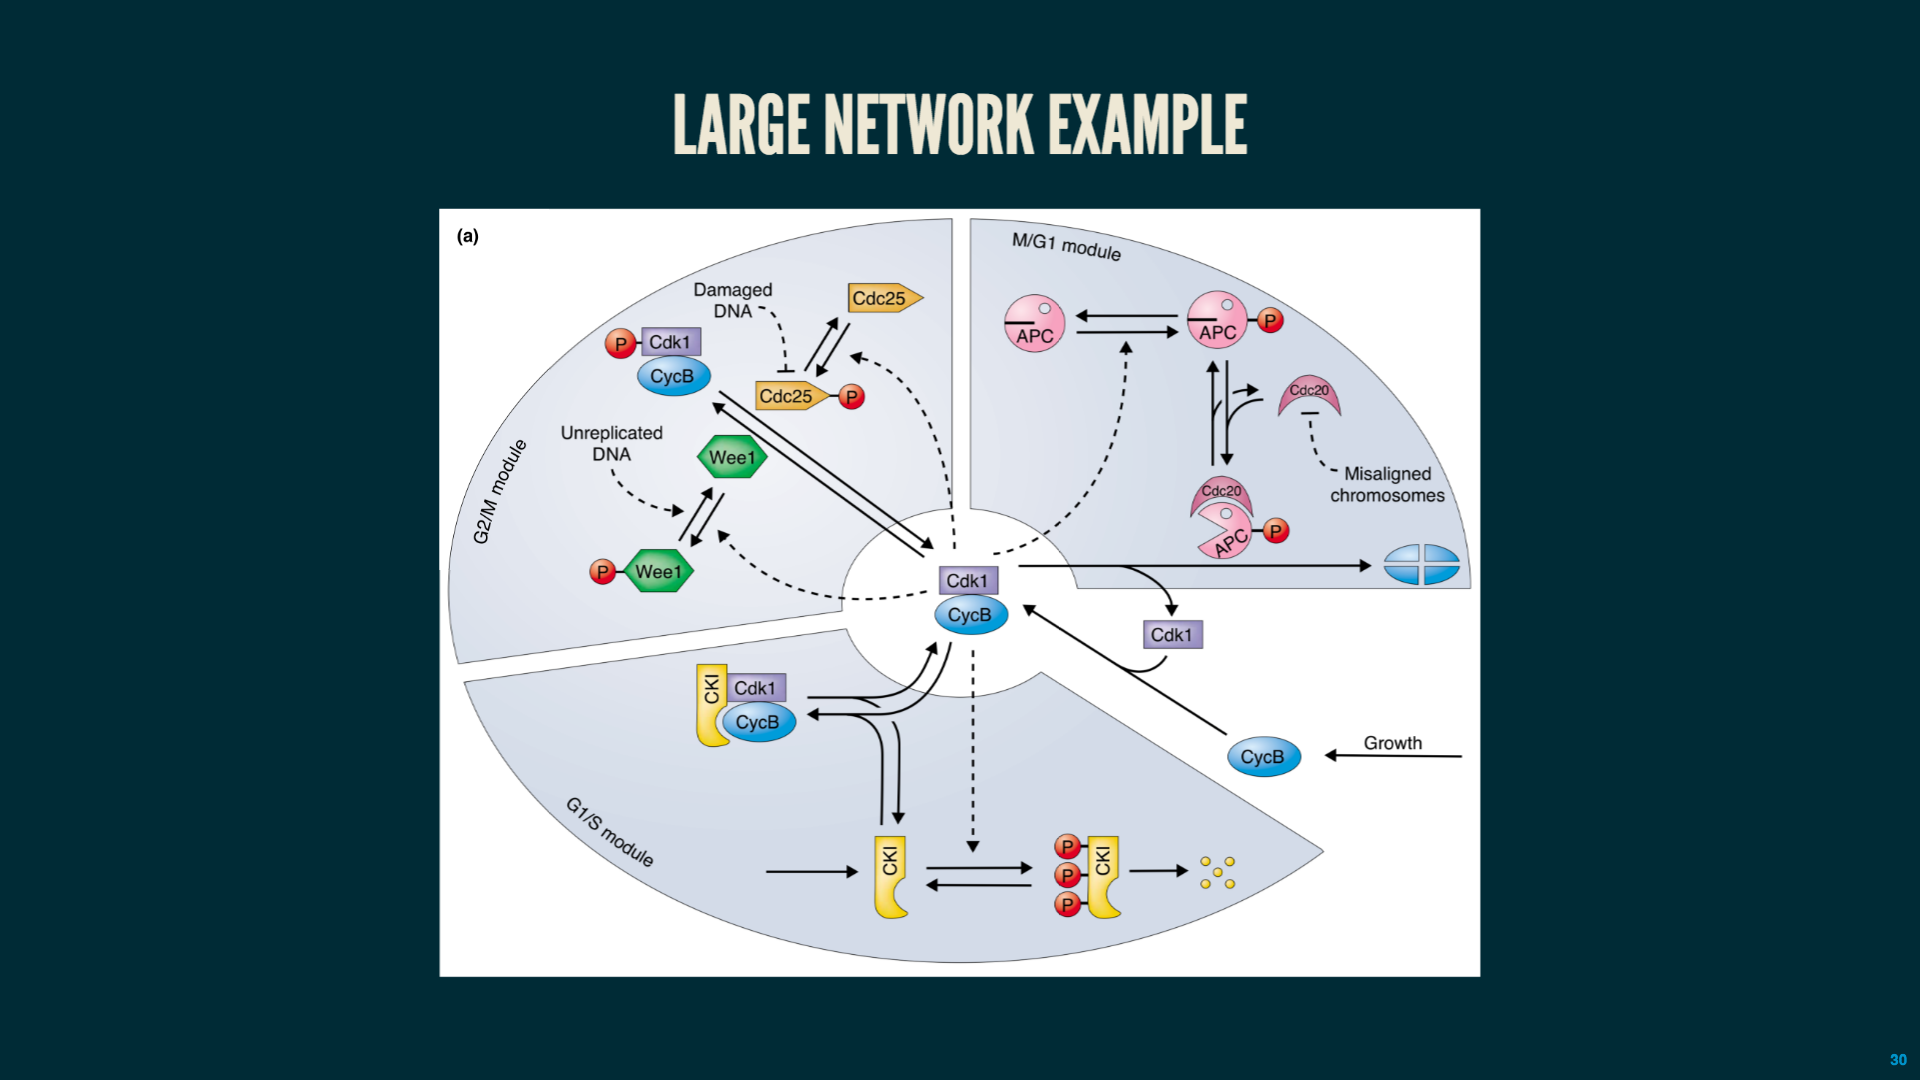 LARGE NETWORK EXAMPLE
(a)
M/G1 module
Damaged
DNA
Cdc25
P
Cdk1
CycB
Cdc25
P
Unreplicated
DNA
Wee1
G2/M module
P
Wee1
APC
APC
P
Cdc20
Misaligned
chromosomes
Cdc20
APC
P
Cdk1
CycB
Cdk1
CKI
Cdk1
CycB
CycB
Growth
G1/S module
CKI
P
P
P
CKI
30